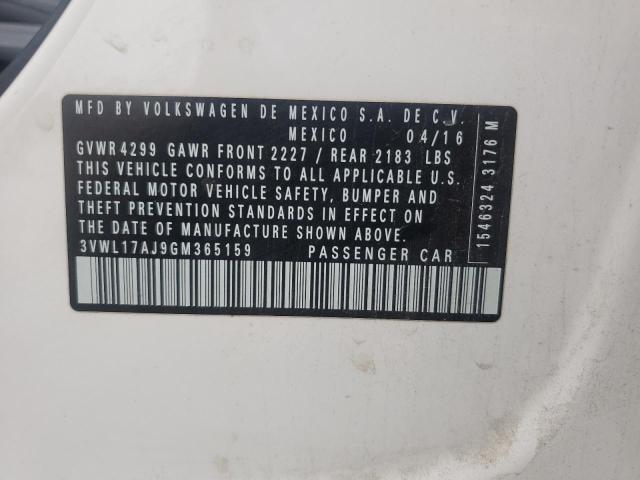 MFD BY VOLKSWAGEN DE MEXICO S.A. DE C.V.
MEXICO 04/16
GVWR 4299 GAWR FRONT 2227 / REAR 2183 LBS
THIS VEHICLE CONFORMS TO ALL APPLICABLE U.S.
FEDERAL MOTOR VEHICLE SAFETY, BUMPER AND
THEFT PREVENTION STANDARDS IN EFFECT ON
THE DATE OF MANUFACTURE SHOWN ABOVE.
3VWL17AJ9GM365159 PASSENGER CAR
1546324 3176 M